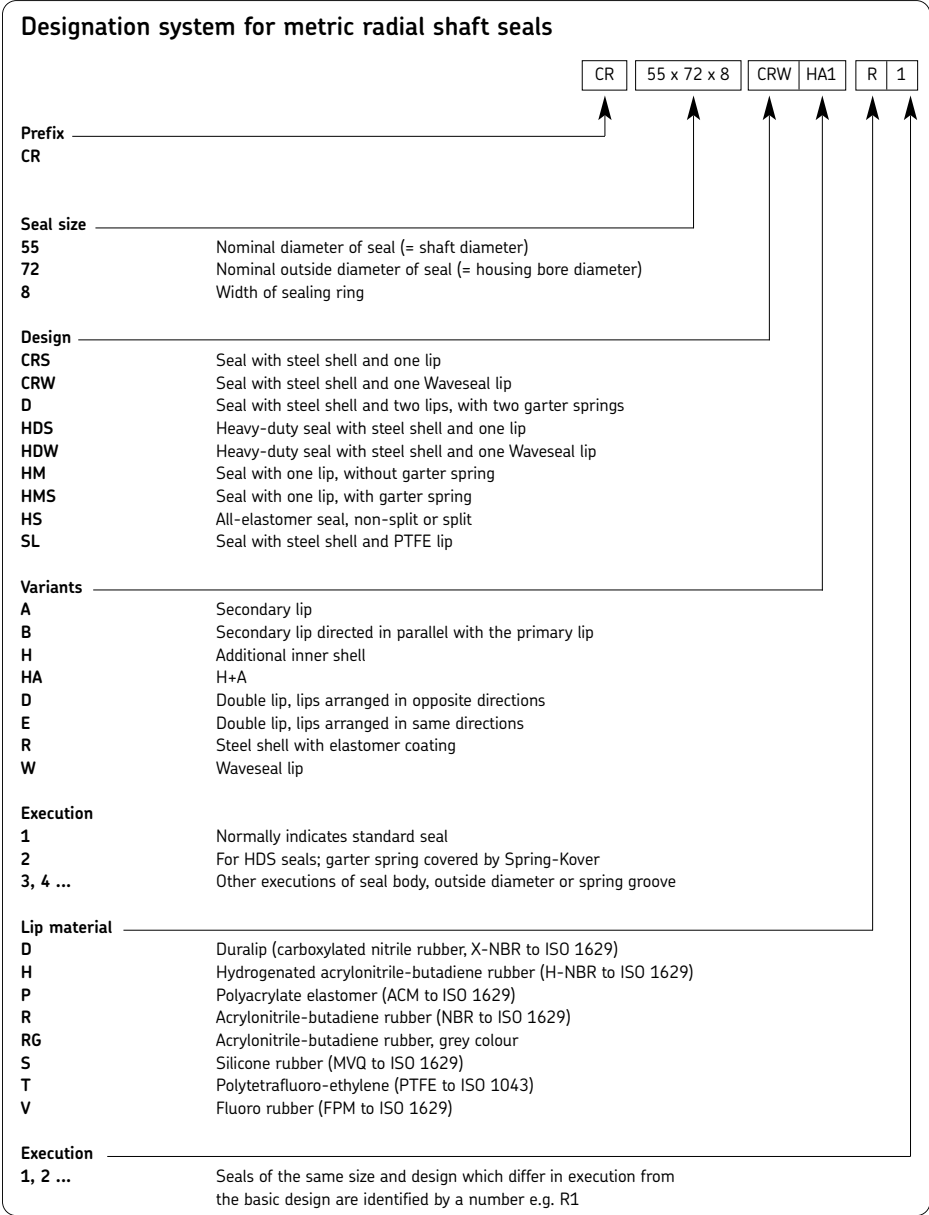 Designation system for metric radial shaft seals
CR 55 x 72 x 8 CRW HA1 R 1
Prefix
CR
Seal size
55 Nominal diameter of seal (= shaft diameter)
72 Nominal outside diameter of seal (= housing bore diameter)
8 Width of sealing ring
Design
CRS Seal with steel shell and one lip
CRW Seal with steel shell and one Waveseal lip
D Seal with steel shell and two lips, with two garter springs
HDS Heavy-duty seal with steel shell and one lip
HDW Heavy-duty seal with steel shell and one Waveseal lip
HM Seal with one lip, without garter spring
HMS Seal with one lip, with garter spring
HS All-elastomer seal, non-split or split
SL Seal with steel shell and PTFE lip
Variants
A Secondary lip
B Secondary lip directed in parallel with the primary lip
H Additional inner shell
HA H+A
D Double lip, lips arranged in opposite directions
E Double lip, lips arranged in same directions
R Steel shell with elastomer coating
W Waveseal lip
Execution
1 Normally indicates standard seal
2 For HDS seals; garter spring covered by Spring-Kover
3, 4 ... Other executions of seal body, outside diameter or spring groove
Lip material
D Duralip (carboxylated nitrile rubber, X-NBR to ISO 1629)
H Hydrogenated acrylonitrile-butadiene rubber (H-NBR to ISO 1629)
P Polyacrylate elastomer (ACM to ISO 1629)
R Acrylonitrile-butadiene rubber (NBR to ISO 1629)
RG Acrylonitrile-butadiene rubber, grey colour
S Silicone rubber (MVQ to ISO 1629)
T Polytetrafluoro-ethylene (PTFE to ISO 1043)
V Fluoro rubber (FPM to ISO 1629)
Execution
1, 2 ... Seals of the same size and design which differ in execution from
the basic design are identified by a number e.g. R1